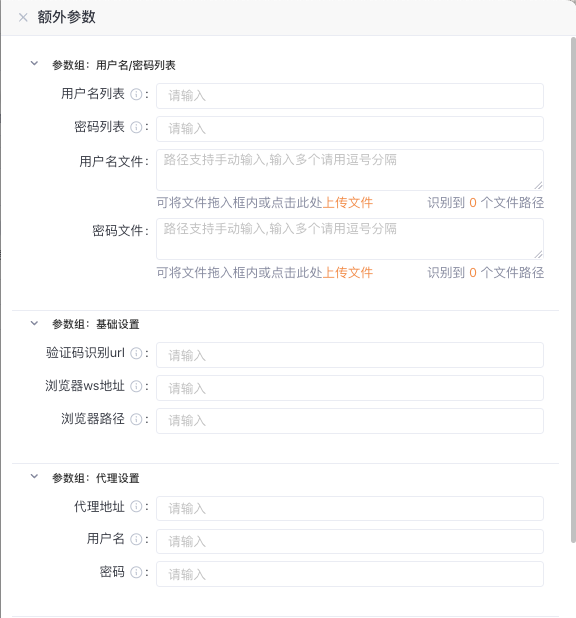 额外参数
参数组：用户名/密码列表
用户名列表 ： 请输入
密码列表 ： 请输入
用户名文件： 路径支持手动输入,输入多个请用逗号分隔
可将文件拖入框内或点击此处上传文件 识别到 0 个文件路径
密码文件： 路径支持手动输入,输入多个请用逗号分隔
可将文件拖入框内或点击此处上传文件 识别到 0 个文件路径
参数组：基础设置
验证码识别url ： 请输入
浏览器ws地址 ： 请输入
浏览器路径 ： 请输入
参数组：代理设置
代理地址 ： 请输入
用户名 ： 请输入
密码 ： 请输入